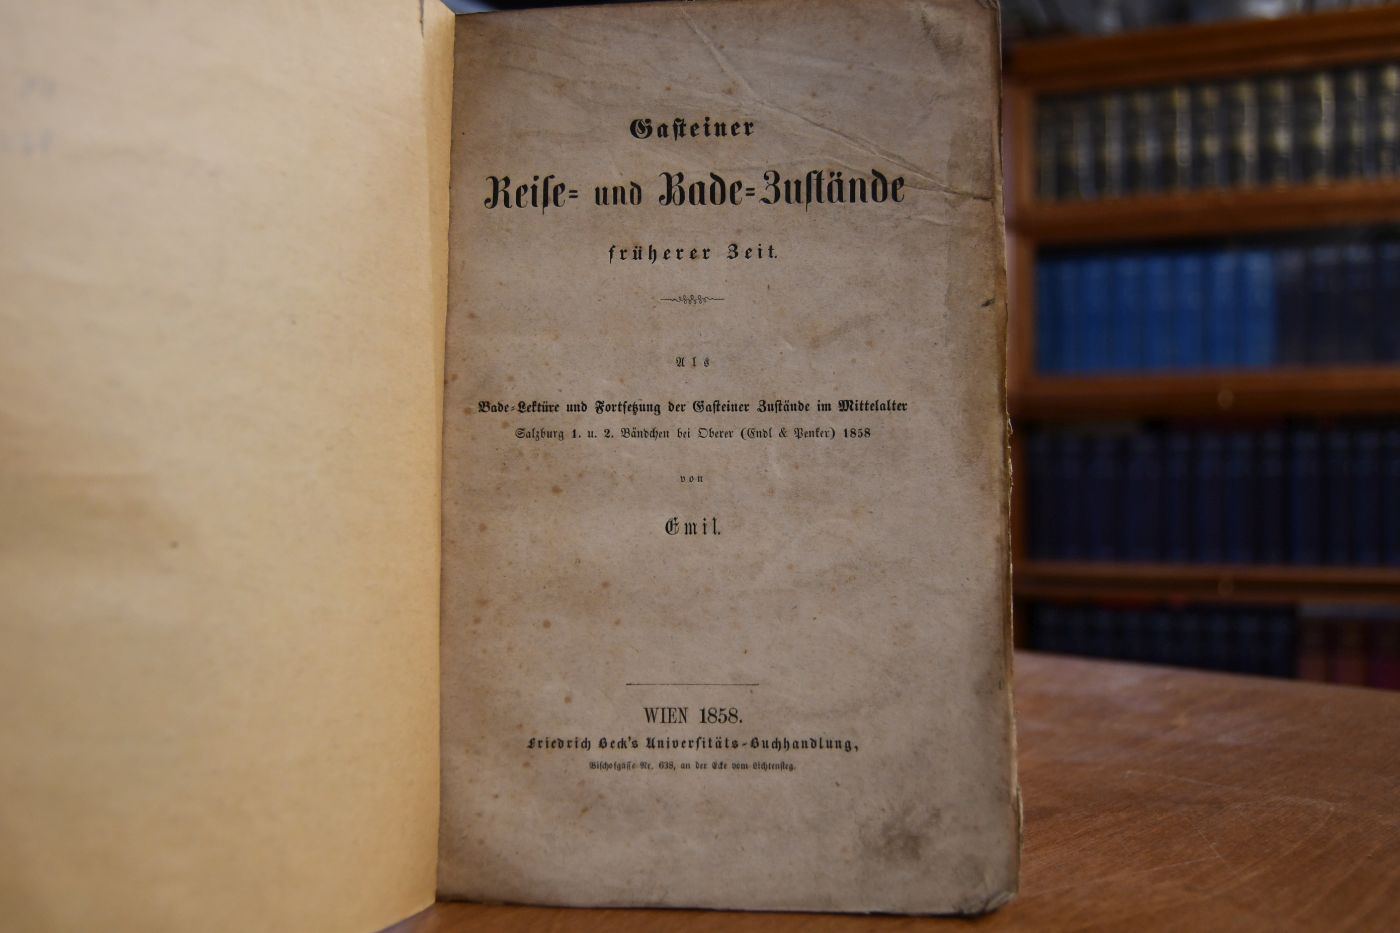 Gasteiner
Reise= und Bade=Zustände
früherer Zeit.
Als
Bade=Lektüre und Fortsetzung der Gasteiner Zustände im Mittelalter
Salzburg 1. u. 2. Bändchen bei Oberer (Endl & Penker) 1858
von
Emil.
WIEN 1858.
Friedrich Beck's Universitäts=Buchhandlung,
Bischofgasse Nr. 638, an der Ecke vom Lichtensteg.